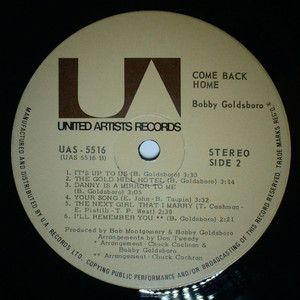 UA
UNITED ARTISTS RECORDS
COME BACK
HOME
Bobby Goldsboro
UAS - 5516
(UAS 5516 B)
STEREO
SIDE 2
1. IT'S UP TO US (B. Goldsboro) 3:30
2. THE GOLD HILL HOTEL (B. Goldsboro) 3:14
3. DANNY IS A MIRROR TO ME
(B. Goldsboro) 3:05
4. YOUR SONG (E. John - B. Taupin) 3:32
5. THE NEXT GIRL THAT I MARRY (T. Cashman-
E. Pistilli - T. P. West) 2:39
6. I'LL REMEMBER YOU ** (B. Goldsboro) 2:21
Produced by Bob Montgomery & Bobby Goldsboro
Arrangements by Don Tweedy
*Arrangement - Chuck Cochran &
Bobby Goldsboro
**Arrangement - Chuck Cochran
MANUFACTURED AND DISTRIBUTED BY U.A. RECORDS LTD. COPYING PUBLIC PERFORMANCE AND/OR BROADCASTING OF THIS RECORD IS PROHIBITED.